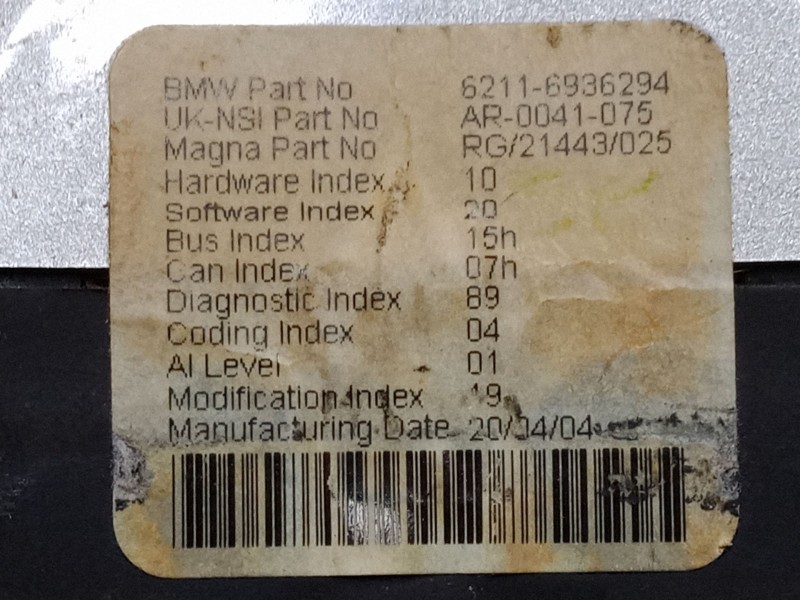 BMW Part No 6211-6936294
UK-NSI Part No AR-0041-075
Magna Part No RG/21443/025
Hardware Index 10
Software Index 20
Bus Index 15h
Can Index 07h
Diagnostic Index 89
Coding Index 04
AI Level 01
Modification Index 19
Manufacturing Date 20/04/04